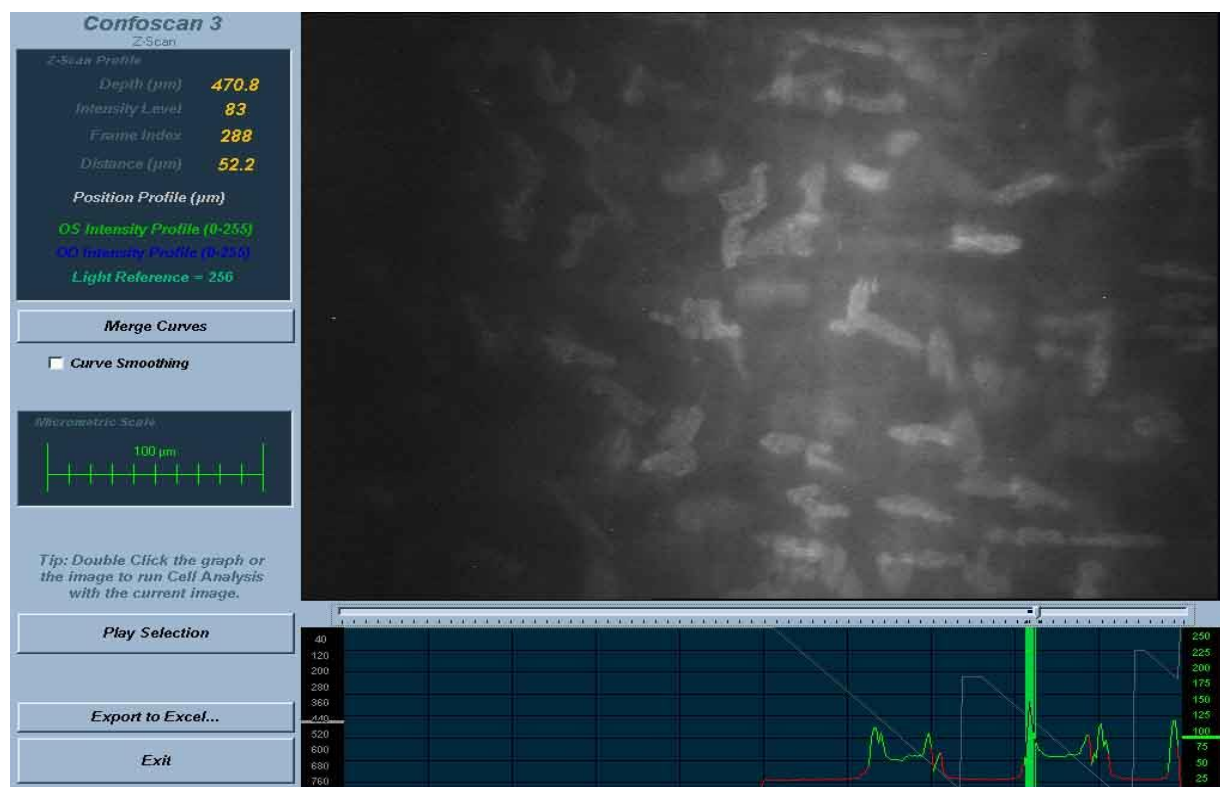 Confoscan 3
Z-Scan
Z-Scan Profile
Depth (µm) 470.8
Intensity Level 83
Frame Index 288
Distance (µm) 52.2
Position Profile (µm)
OS Intensity Profile (0-255)
OD Intensity Profile (0-255)
Light Reference = 256
Merge Curves
Curve Smoothing
Micrometric Scale
100 µm
Tip: Double Click the graph or
the image to run Cell Analysis
with the current image.
Play Selection
Export to Excel...
Exit
40
120
200
280
360
440
520
600
680
760
250
225
200
175
150
125
100
75
50
25